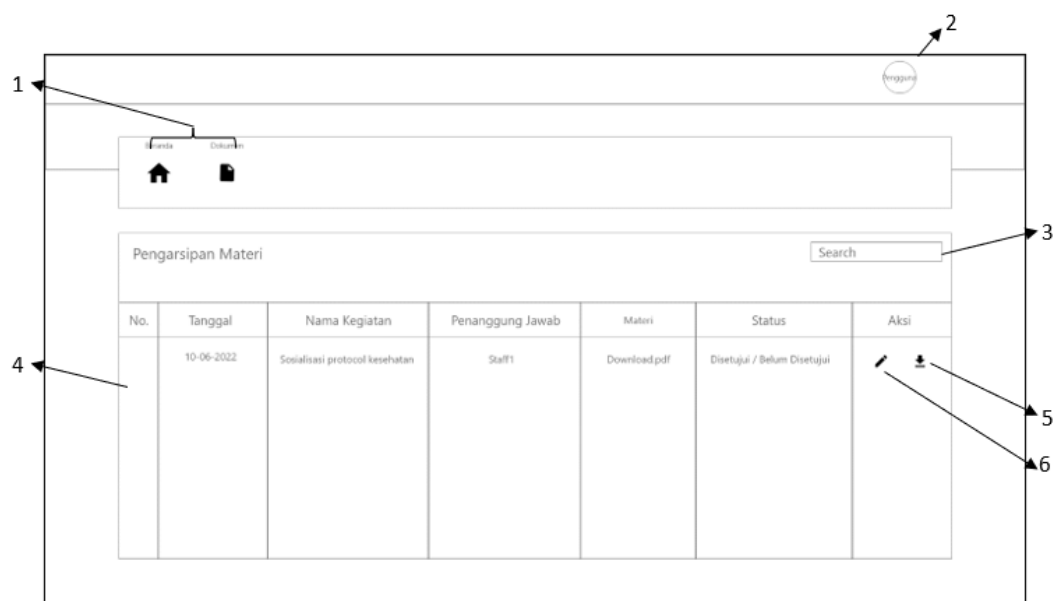 2
Pengguna
1
Beranda Dokumen
Pengarsipan Materi
Search
3
No. Tanggal Nama Kegiatan Penanggung Jawab Materi Status Aksi
10-06-2022 Sosialisasi protocol kesehatan Staff1 Download.pdf Disetujui / Belum Disetujui
4
5
6